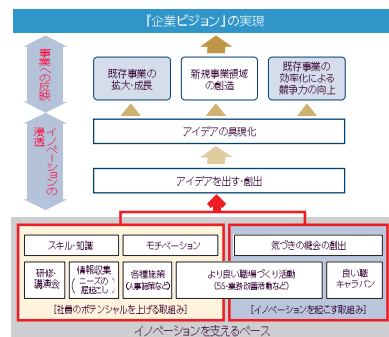 『企業ビジョン』の実現
事業への反映
既存事業の
拡大・成長
新規事業領域
の創造
既存事業の
効率化による
競争力の向上
イノベーションの
浸透
アイデアの具現化
アイデアを出す・創出
スキル・知識
モチベーション
気づきの機会の創出
研修・
講演会
情報収集
(ニーズの
掘起こし)
各種施策
(人事施策など)
より良い職場づくり活動
(5S・業務改善活動など)
良い職
キャラバン
[社員のポテンシャルを上げる取組み]
[イノベーションを起こす取組み]
イノベーションを支えるベース